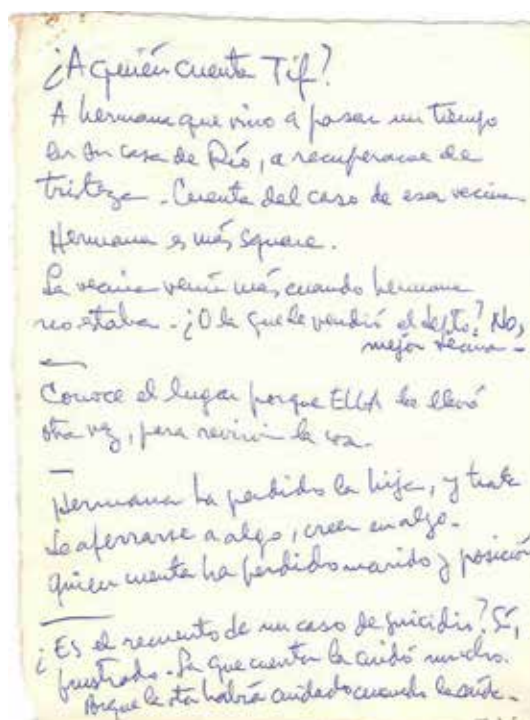 ¿A quién cuenta Tif?
A hermana que vino a pasar un tiempo
en su casa de Río, a recuperarse de
tristeza - Cuenta del caso de esa vecina
Hermana es más square.
La vecina venía más cuando hermana
no estaba - ¿O la que le vendió el depto? No,
mejor vecina -
Conoce el lugar porque ELLA la llevó
otra vez, para revivir la cosa.
Hermana ha perdido la hija, y trata
de aferrarse a algo, creer en algo -
quien cuenta ha perdido marido y posición
¿Es el recuento de un caso de suicidio? Sí,
frustrado - La que cuenta la cuidó mucho.
Porque la otra habrá cuidado cuando la